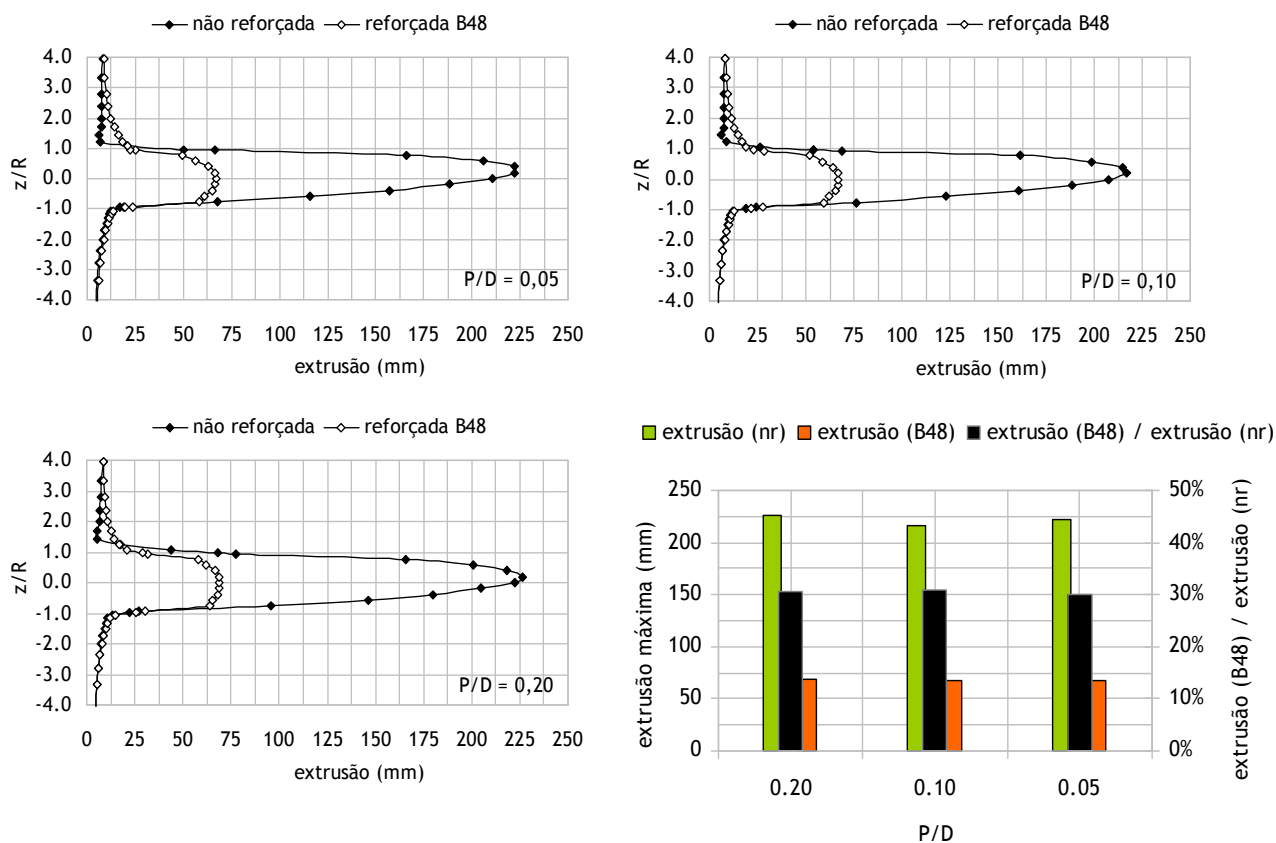 não reforçada reforçada B48
4.0
3.0
2.0
1.0
0.0
-1.0
-2.0
-3.0
-4.0
z/R
P/D = 0,05
0 25 50 75 100 125 150 175 200 225 250
extrusão (mm)
não reforçada reforçada B48
4.0
3.0
2.0
1.0
0.0
-1.0
-2.0
-3.0
-4.0
z/R
P/D = 0,10
0 25 50 75 100 125 150 175 200 225 250
extrusão (mm)
não reforçada reforçada B48
4.0
3.0
2.0
1.0
0.0
-1.0
-2.0
-3.0
-4.0
z/R
P/D = 0,20
0 25 50 75 100 125 150 175 200 225 250
extrusão (mm)
extrusão (nr) extrusão (B48) extrusão (B48) / extrusão (nr)
250
200
150
100
50
0
extrusão máxima (mm)
50%
40%
30%
20%
10%
0%
extrusão (B48) / extrusão (nr)
0.20 0.10 0.05
P/D